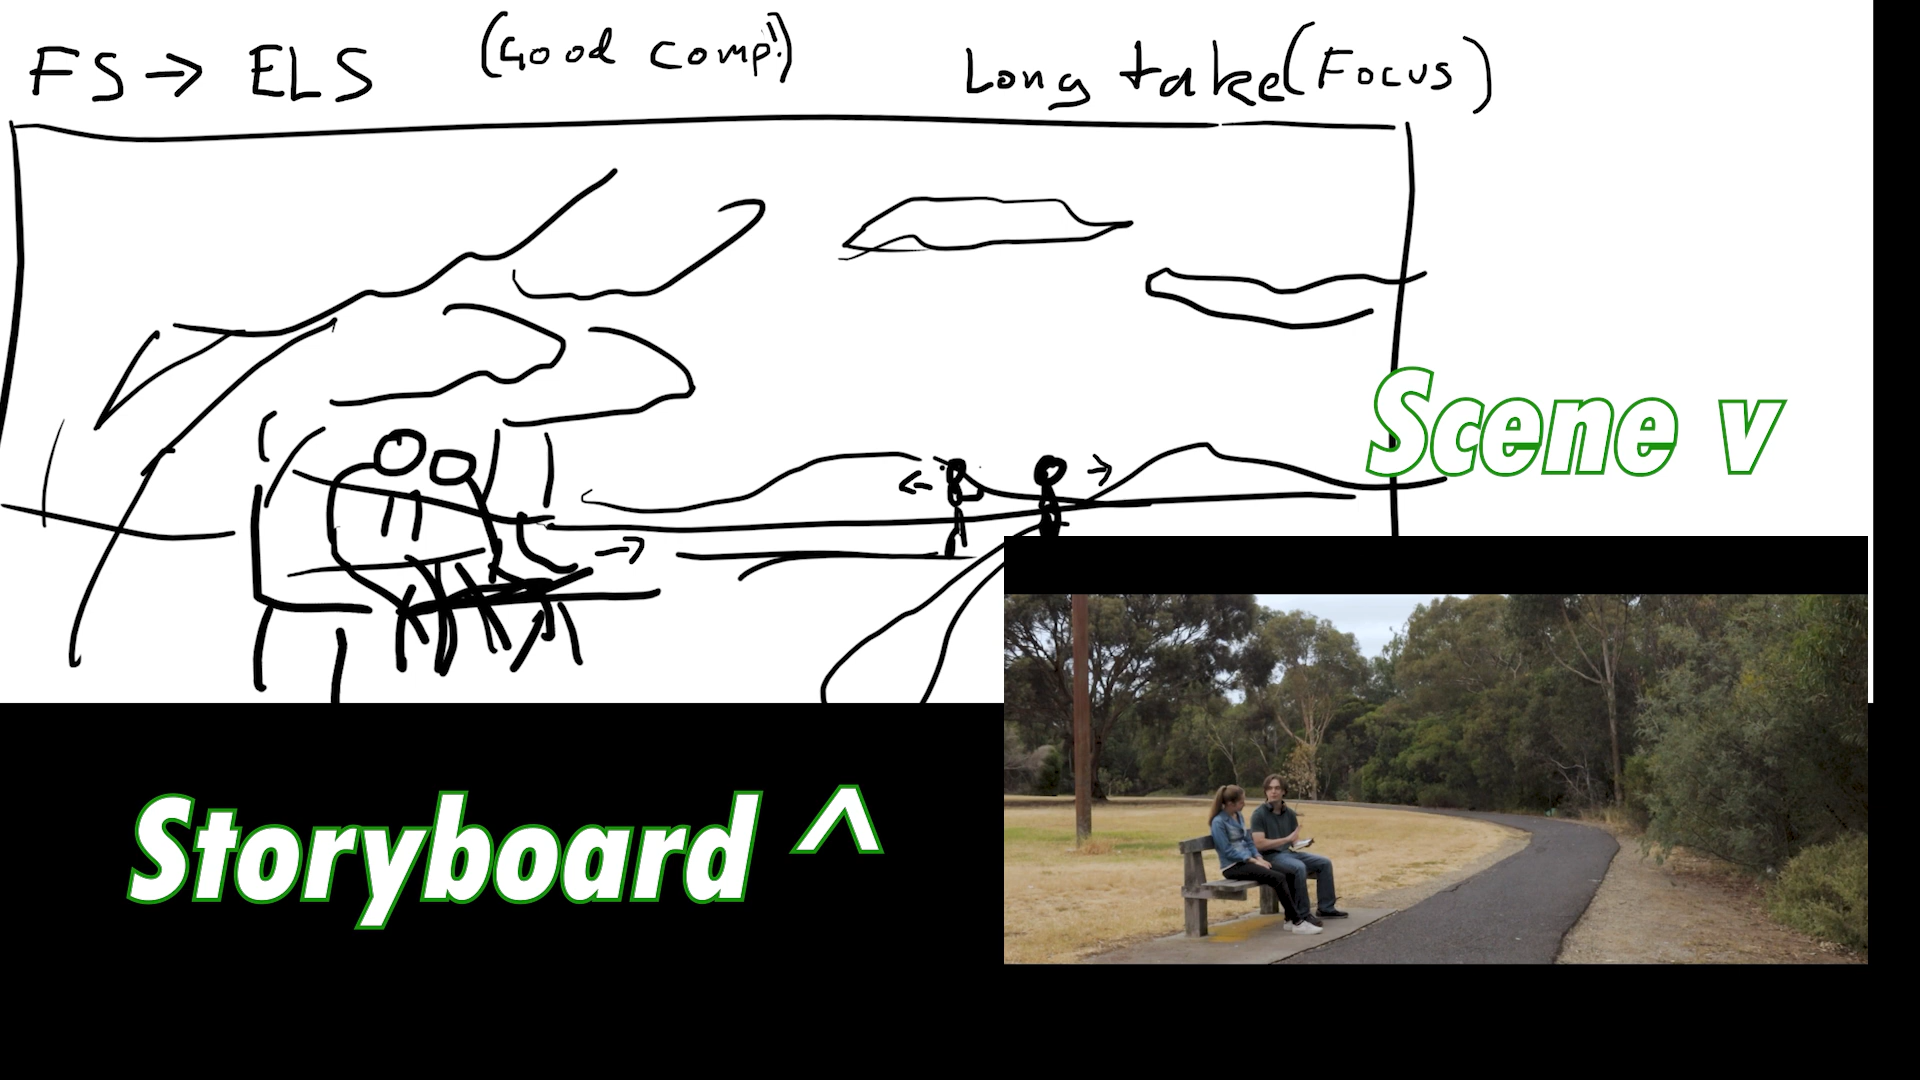 FS → ELS (Good comp!) Long take (Focus)
Scene v
Storyboard ^